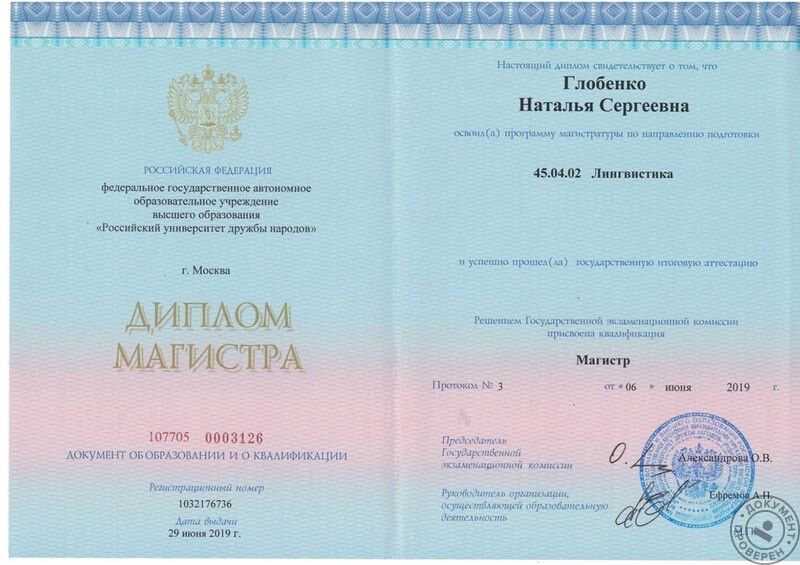 РОССИЙСКАЯ ФЕДЕРАЦИЯ
федеральное государственное автономное
образовательное учреждение
высшего образования
«Российский университет дружбы народов»
г. Москва
ДИПЛОМ
МАГИСТРА
107705 0003126
ДОКУМЕНТ ОБ ОБРАЗОВАНИИ И О КВАЛИФИКАЦИИ
Регистрационный номер
1032176736
Дата выдачи
29 июня 2019 г.
Настоящий диплом свидетельствует о том, что
Глобенко
Наталья Сергеевна
освоил(а) программу магистратуры по направлению подготовки
45.04.02 Лингвистика
и успешно прошел(ла) государственную итоговую аттестацию
Решением Государственной экзаменационной комиссии
присвоена квалификация
Магистр
Протокол № 3 от « 06 » июня 2019 г.
Председатель
Государственной
экзаменационной комиссии
Александрова О.В.
Руководитель организации,
осуществляющей образовательную
деятельность
Ефремов А.П.
ДОКУМЕНТ
ПРОВЕРЕН